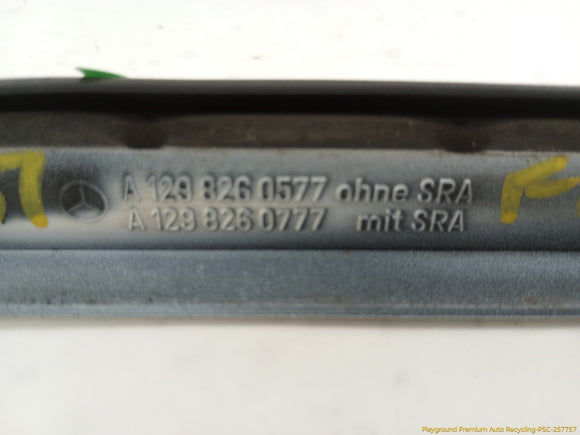 A 129 826 0577 ohne SRA
A 129 826 0777 mit SRA
Playground Premium Auto Recycling-PSC-257757